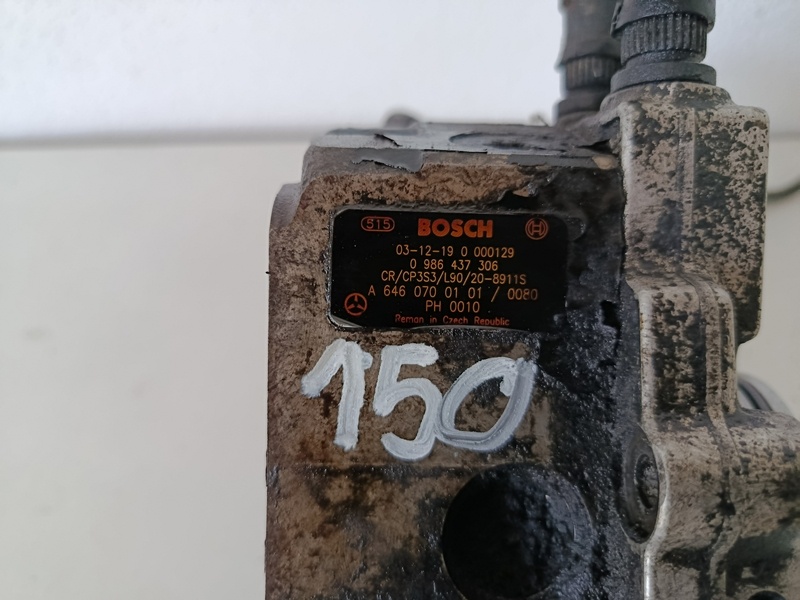 515 BOSCH
03-12-19 0 000129
0 986 437 306
CR/CP3S3/L90/20-8911S
A 646 070 01 01 / 0080
PH 0010
Reman in Czech Republic
150